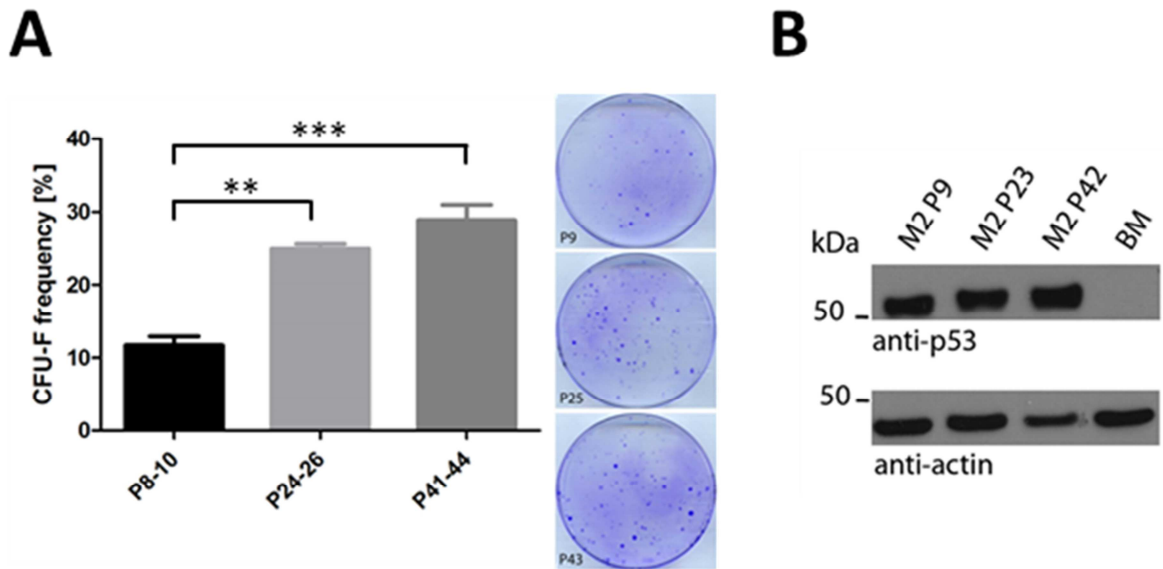 A
B
CFU-F frequency [%]
40
30
20
10
0
***
**
P8-10
P24-26
P41-44
P9
P25
P43
kDa
M2 P9
M2 P23
M2 P42
BM
50
anti-p53
50
anti-actin